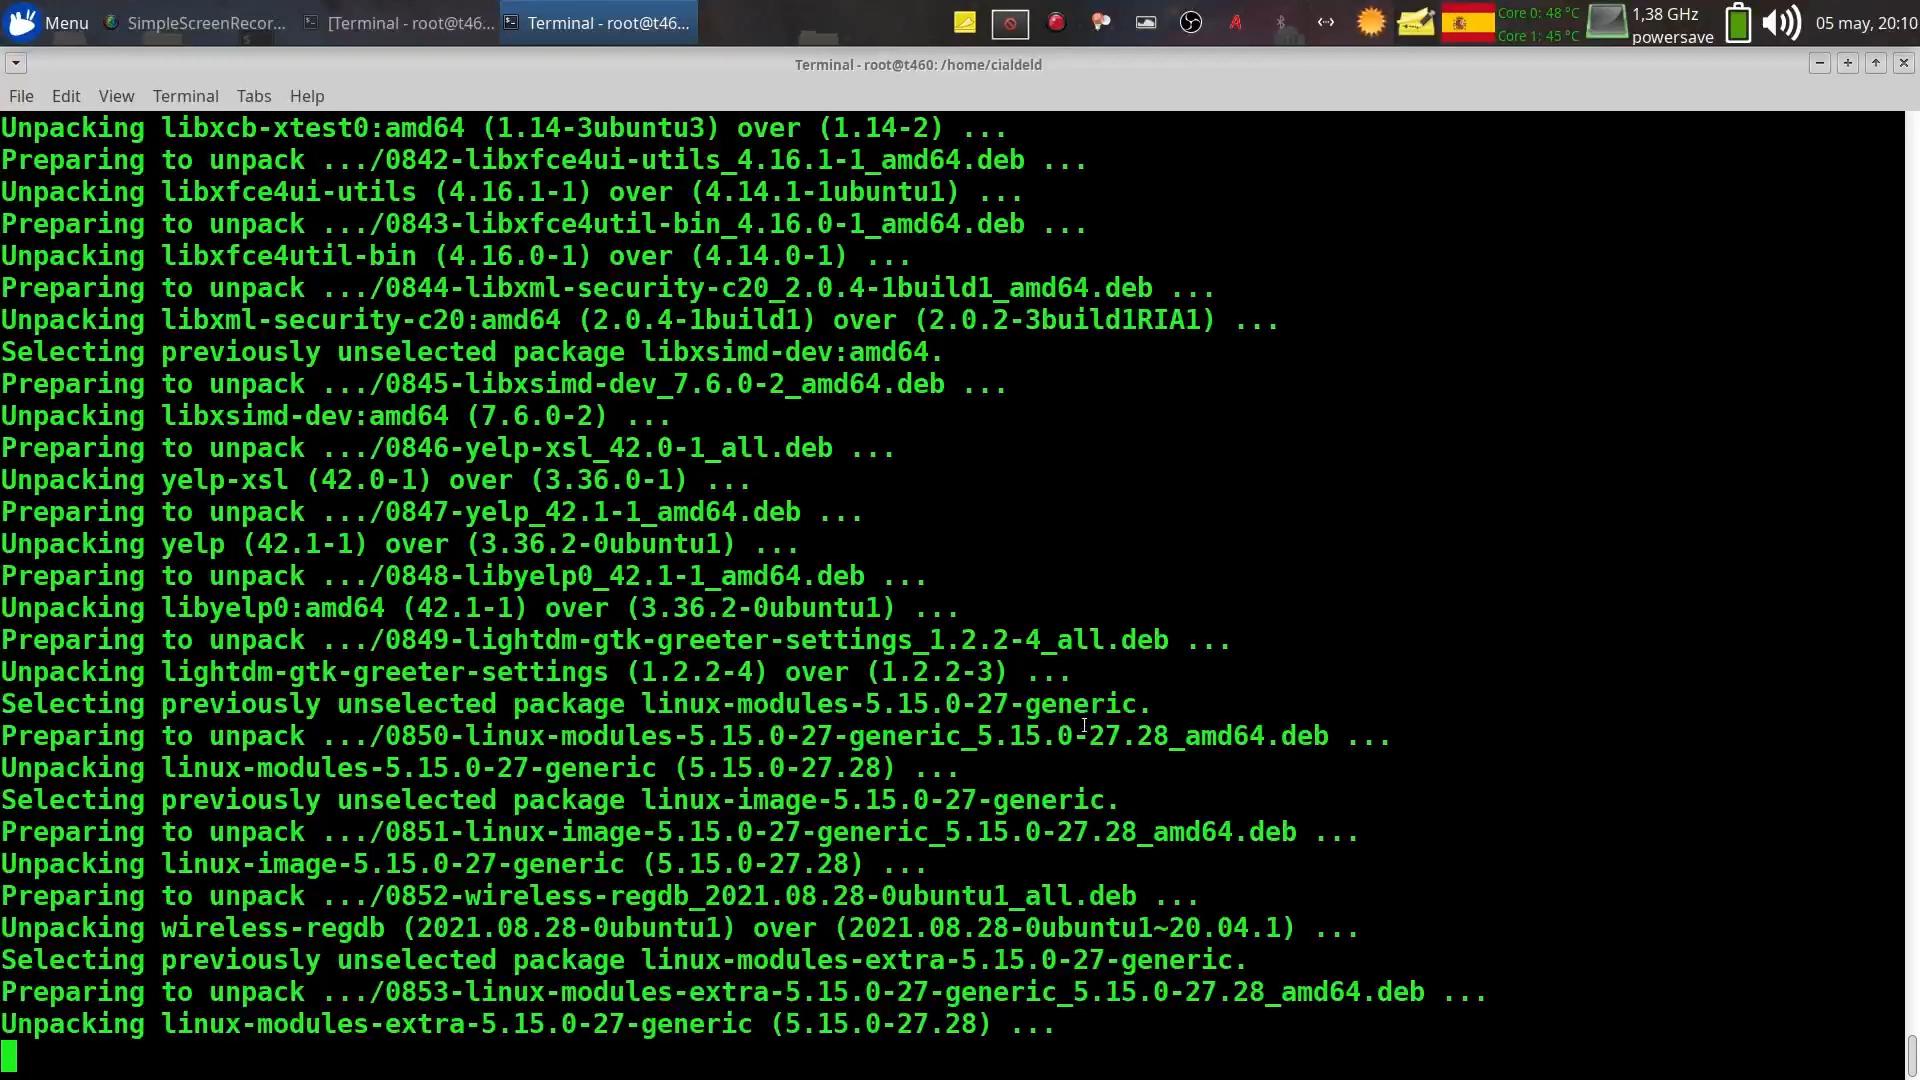 Menu SimpleScreenRecor... [Terminal - root@t46... Terminal - root@t46... Core 0: 48 °C 1,38 GHz 05 may, 20:10
Core 1: 45 °C powersave
Terminal - root@t460: /home/cialdeld
File Edit View Terminal Tabs Help
Unpacking libxcb-xtest0:amd64 (1.14-3ubuntu3) over (1.14-2) ...
Preparing to unpack .../0842-libxfce4ui-utils_4.16.1-1_amd64.deb ...
Unpacking libxfce4ui-utils (4.16.1-1) over (4.14.1-1ubuntu1) ...
Preparing to unpack .../0843-libxfce4util-bin_4.16.0-1_amd64.deb ...
Unpacking libxfce4util-bin (4.16.0-1) over (4.14.0-1) ...
Preparing to unpack .../0844-libxml-security-c20_2.0.4-1build1_amd64.deb ...
Unpacking libxml-security-c20:amd64 (2.0.4-1build1) over (2.0.2-3build1RIA1) ...
Selecting previously unselected package libxsimd-dev:amd64.
Preparing to unpack .../0845-libxsimd-dev_7.6.0-2_amd64.deb ...
Unpacking libxsimd-dev:amd64 (7.6.0-2) ...
Preparing to unpack .../0846-yelp-xsl_42.0-1_all.deb ...
Unpacking yelp-xsl (42.0-1) over (3.36.0-1) ...
Preparing to unpack .../0847-yelp_42.1-1_amd64.deb ...
Unpacking yelp (42.1-1) over (3.36.2-0ubuntu1) ...
Preparing to unpack .../0848-libyelp0_42.1-1_amd64.deb ...
Unpacking libyelp0:amd64 (42.1-1) over (3.36.2-0ubuntu1) ...
Preparing to unpack .../0849-lightdm-gtk-greeter-settings_1.2.2-4_all.deb ...
Unpacking lightdm-gtk-greeter-settings (1.2.2-4) over (1.2.2-3) ...
Selecting previously unselected package linux-modules-5.15.0-27-generic.
Preparing to unpack .../0850-linux-modules-5.15.0-27-generic_5.15.0-27.28_amd64.deb ...
Unpacking linux-modules-5.15.0-27-generic (5.15.0-27.28) ...
Selecting previously unselected package linux-image-5.15.0-27-generic.
Preparing to unpack .../0851-linux-image-5.15.0-27-generic_5.15.0-27.28_amd64.deb ...
Unpacking linux-image-5.15.0-27-generic (5.15.0-27.28) ...
Preparing to unpack .../0852-wireless-regdb_2021.08.28-0ubuntu1_all.deb ...
Unpacking wireless-regdb (2021.08.28-0ubuntu1) over (2021.08.28-0ubuntu1~20.04.1) ...
Selecting previously unselected package linux-modules-extra-5.15.0-27-generic.
Preparing to unpack .../0853-linux-modules-extra-5.15.0-27-generic_5.15.0-27.28_amd64.deb ...
Unpacking linux-modules-extra-5.15.0-27-generic (5.15.0-27.28) ...